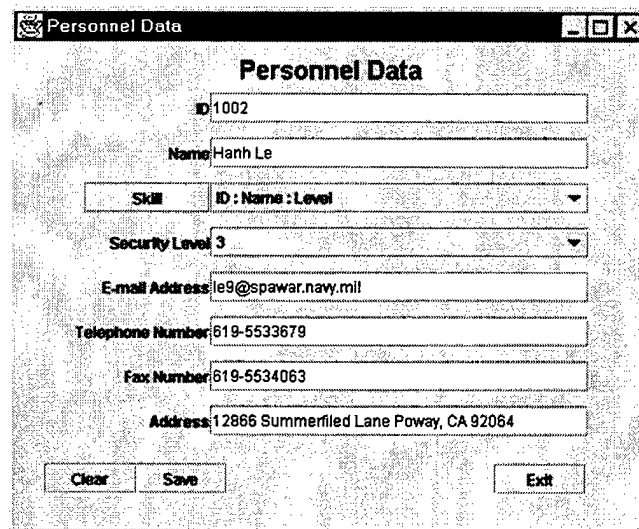 Personnel Data
Personnel Data
ID 1002
Name Hanh Le
Skill ID : Name : Level
Security Level 3
E-mail Address le9@spawar.navy.mil
Telephone Number 619-5533679
Fax Number 619-5534063
Address 12866 Summerfiled Lane Poway, CA 92064
Clear Save Exit